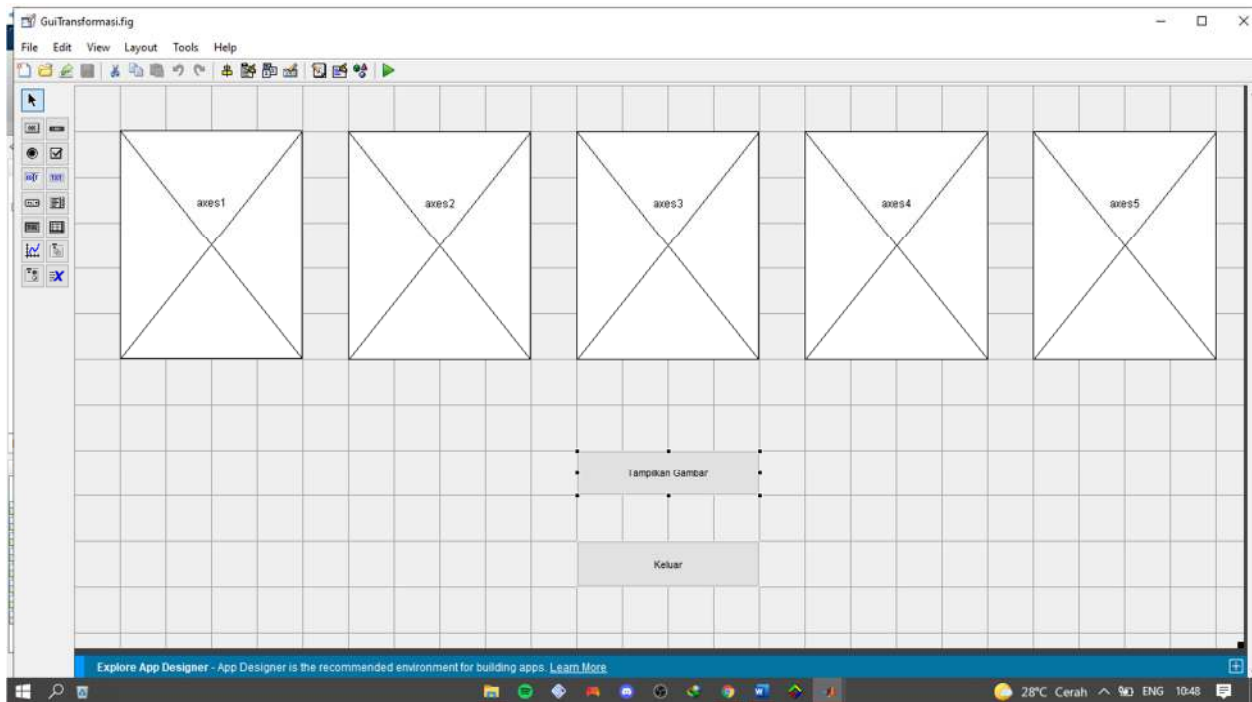 GuiTransformasi.fig
File Edit View Layout Tools Help
axes1 axes2 axes3 axes4 axes5
Tampilkan Gambar
Keluar
Explore App Designer - App Designer is the recommended environment for building apps. Learn More
28°C Cerah ENG 10:48